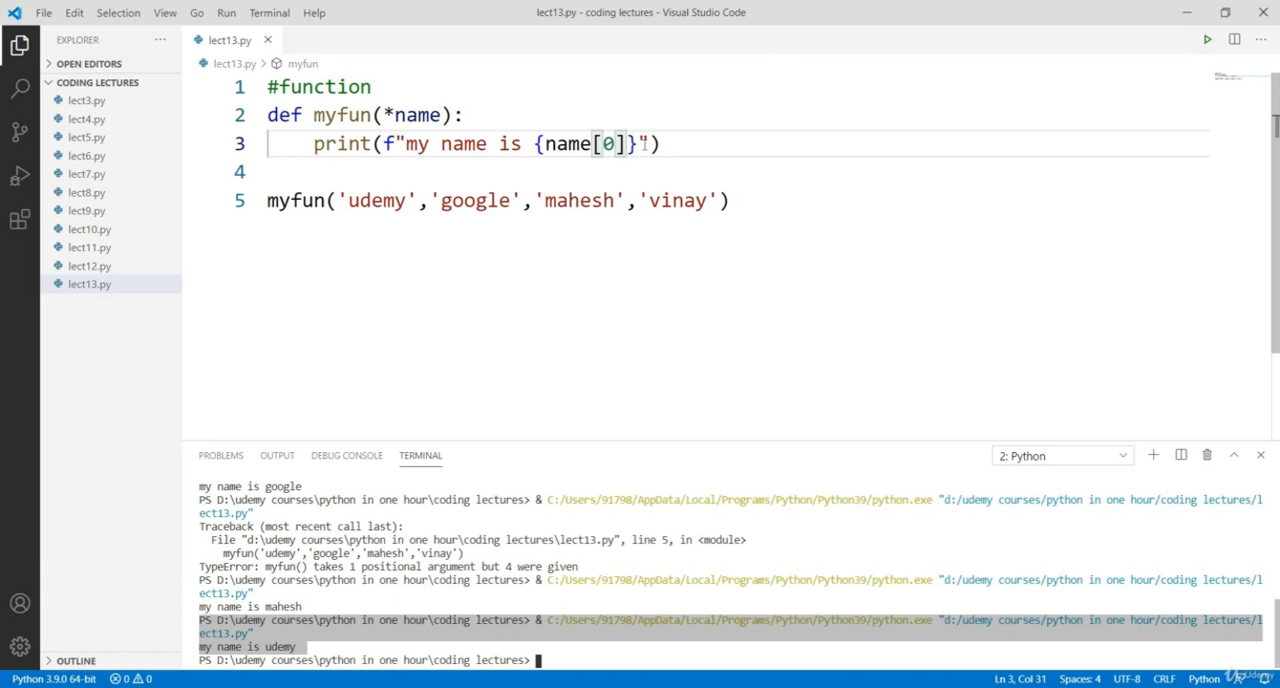 File Edit Selection View Go Run Terminal Help
lect13.py - coding lectures - Visual Studio Code
EXPLORER
OPEN EDITORS
CODING LECTURES
lect3.py
lect4.py
lect5.py
lect6.py
lect7.py
lect8.py
lect9.py
lect10.py
lect11.py
lect12.py
lect13.py
OUTLINE
lect13.py
lect13.py > myfun
1 #function
2 def myfun(*name):
3 print(f"my name is {name[0]}")
4
5 myfun('udemy','google','mahesh','vinay')
PROBLEMS OUTPUT DEBUG CONSOLE TERMINAL
2: Python
my name is google
PS D:\udemy courses\python in one hour\coding lectures> & C:/Users/91798/AppData/Local/Programs/Python/Python39/python.exe "d:/udemy courses/python in one hour/coding lectures/l
ect13.py"
Traceback (most recent call last):
File "d:\udemy courses\python in one hour\coding lectures\lect13.py", line 5, in <module>
myfun('udemy','google','mahesh','vinay')
TypeError: myfun() takes 1 positional argument but 4 were given
PS D:\udemy courses\python in one hour\coding lectures> & C:/Users/91798/AppData/Local/Programs/Python/Python39/python.exe "d:/udemy courses/python in one hour/coding lectures/l
ect13.py"
my name is mahesh
PS D:\udemy courses\python in one hour\coding lectures> & C:/Users/91798/AppData/Local/Programs/Python/Python39/python.exe "d:/udemy courses/python in one hour/coding lectures/l
ect13.py"
my name is udemy
PS D:\udemy courses\python in one hour\coding lectures>
Python 3.9.0 64-bit 0 0
Ln 3, Col 31 Spaces: 4 UTF-8 CRLF Python
Udemy